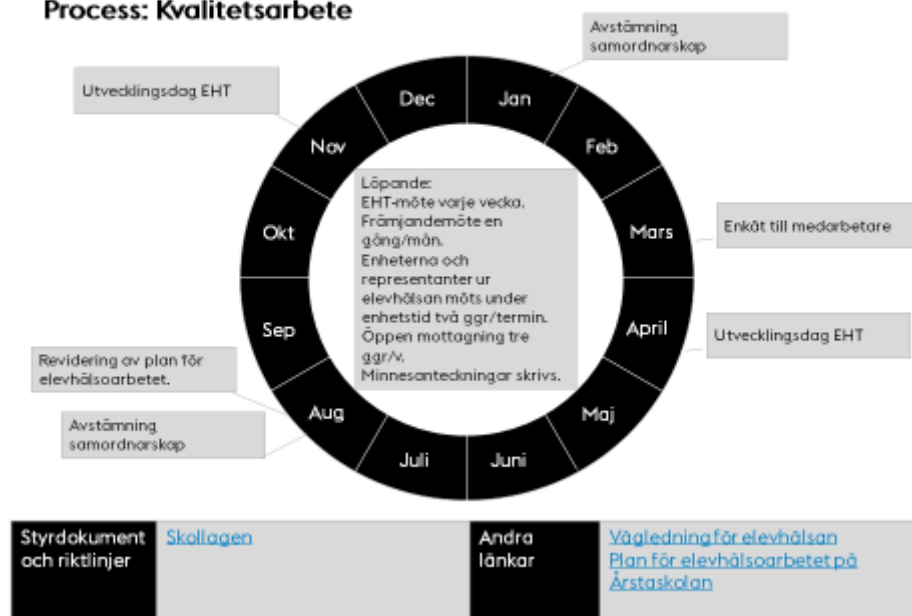 Process: Kvalitetsarbete
Avstämning
samordnarskap
Utvecklingsdag EHT
Dec
Jan
Nov
Feb
Okt
Mars
Sep
April
Aug
Maj
Juli
Juni
Löpande:
EHT-möte varje vecka.
Främjandemöte en
gång/mån.
Enheterna och
representanter ur
elevhälsan möts under
enhetstid två ggr/termin.
Öppen mottagning tre
ggr/v.
Minnesanteckningar skrivs.
Enkät till medarbetare
Utvecklingsdag EHT
Revidering av plan för
elevhälsoarbetet.
Avstämning
samordnarskap
Styrdokument
och riktlinjer
Skollagen
Andra
länkar
Vägledning för elevhälsan
Plan för elevhälsoarbetet på
Årstaskolan